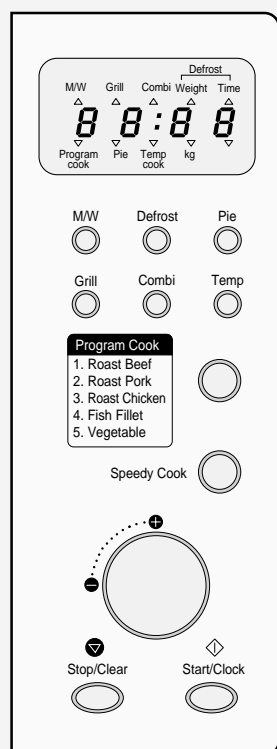 Defrost
M/W Grill Combi Weight Time
8 8:8 8
Program cook Pie Temp cook kg
M/W Defrost Pie
Grill Combi Temp
Program Cook
1. Roast Beef
2. Roast Pork
3. Roast Chicken
4. Fish Fillet
5. Vegetable
Speedy Cook
Stop/Clear Start/Clock